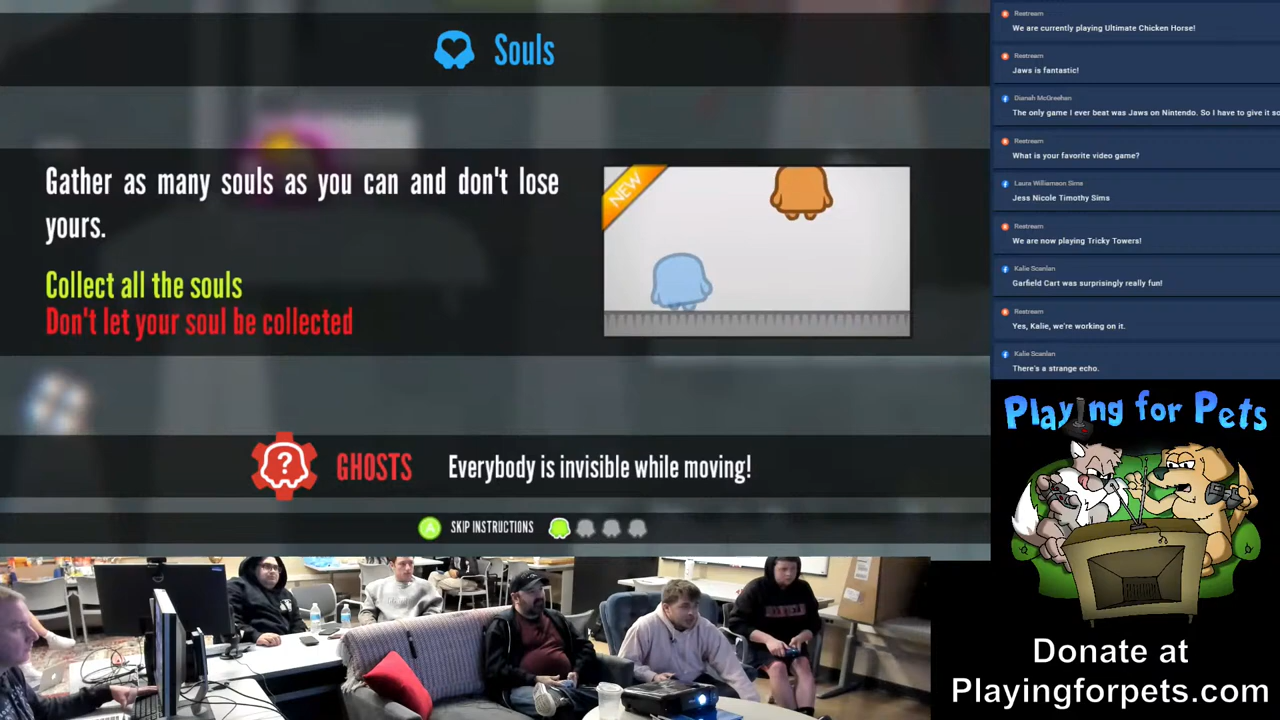 Souls
Gather as many souls as you can and don't lose
yours.
Collect all the souls
Don't let your soul be collected
NEW
?
GHOSTS
Everybody is invisible while moving!
A
SKIP INSTRUCTIONS
Restream
We are currently playing Ultimate Chicken Horse!
Restream
Jaws is fantastic!
Dianah McGreehan
The only game I ever beat was Jaws on Nintendo. So I have to give it
Restream
What is your favorite video game?
Laura Williamson Sims
Jess Nicole Timothy Sims
Restream
We are now playing Tricky Towers!
Kalie Scanlan
Garfield Cart was surprisingly really fun!
Restream
Yes, Kalie, we're working on it.
Kalie Scanlan
There's a strange echo.
Playing for Pets
Donate at
Playingforpets.com